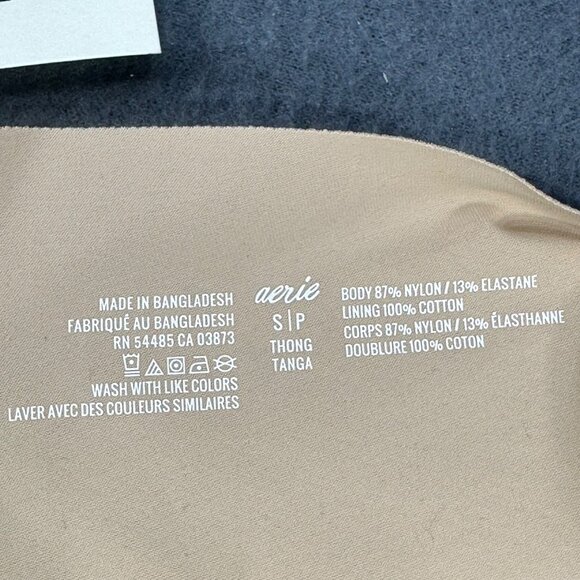 MADE IN BANGLADESH
FABRIQUÉ AU BANGLADESH
RN 54485 CA 03873
WASH WITH LIKE COLORS
LAVER AVEC DES COULEURS SIMILAIRES
aerie
S|P
THONG
TANGA
BODY 87% NYLON / 13% ELASTANE
LINING 100% COTTON
CORPS 87% NYLON / 13% ÉLASTHANNE
DOUBLURE 100% COTON